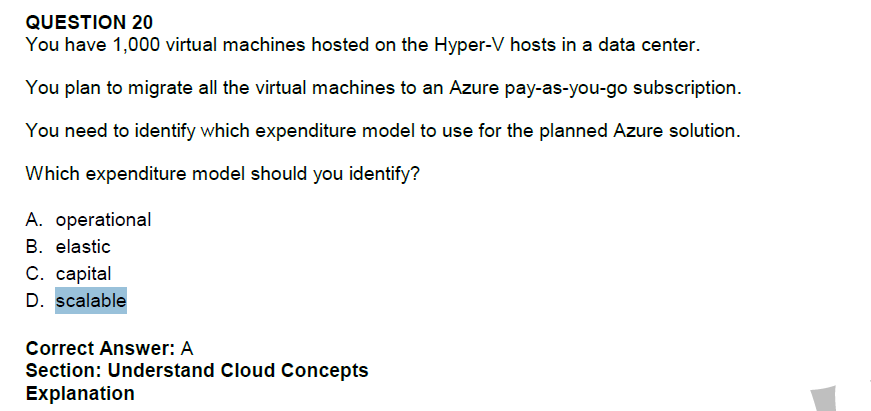 QUESTION 20
You have 1,000 virtual machines hosted on the Hyper-V hosts in a data center.
You plan to migrate all the virtual machines to an Azure pay-as-you-go subscription.
You need to identify which expenditure model to use for the planned Azure solution.
Which expenditure model should you identify?
A. operational
B. elastic
C. capital
D. scalable
Correct Answer: A
Section: Understand Cloud Concepts
Explanation